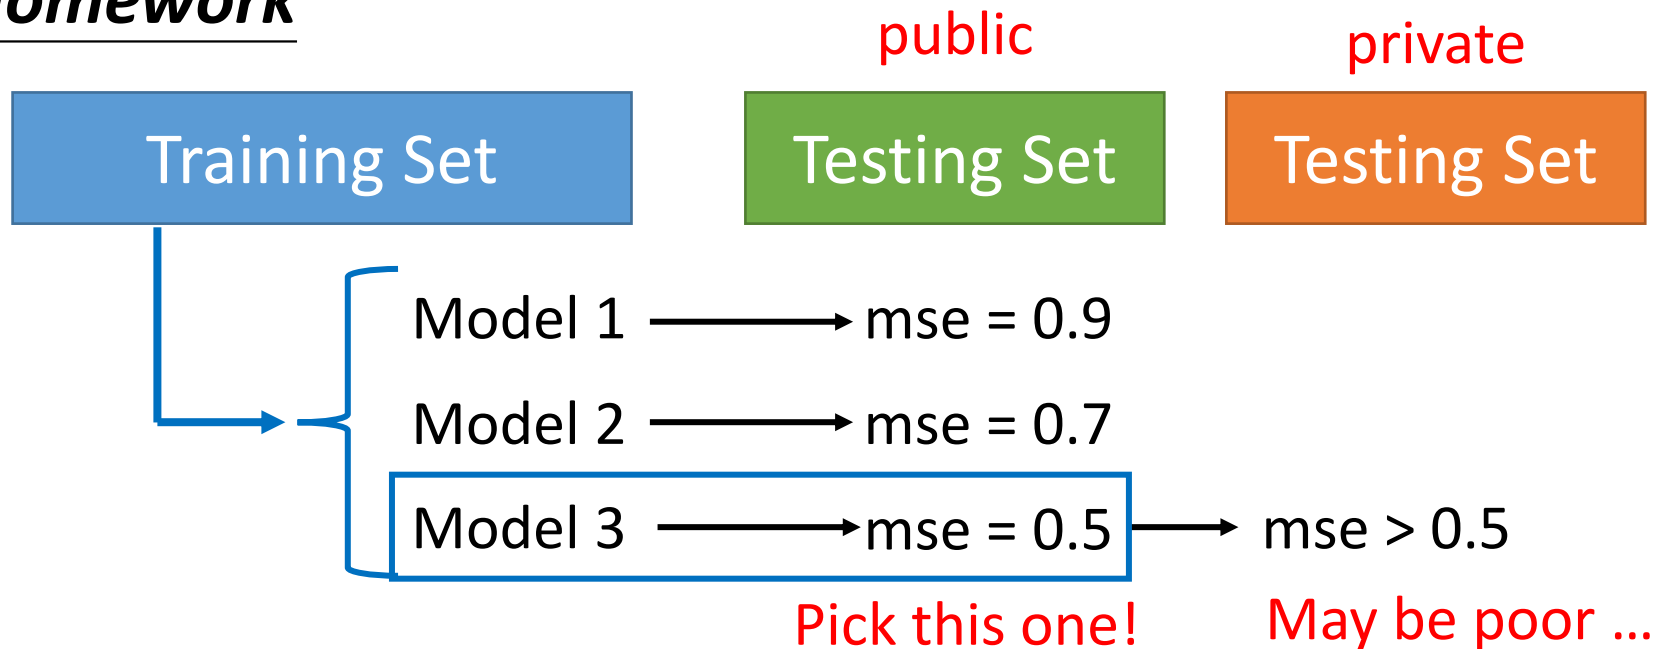 public
private
Training Set
Testing Set
Testing Set
Model 1
mse = 0.9
Model 2
mse = 0.7
Model 3
mse = 0.5
mse > 0.5
Pick this one!
May be poor ...